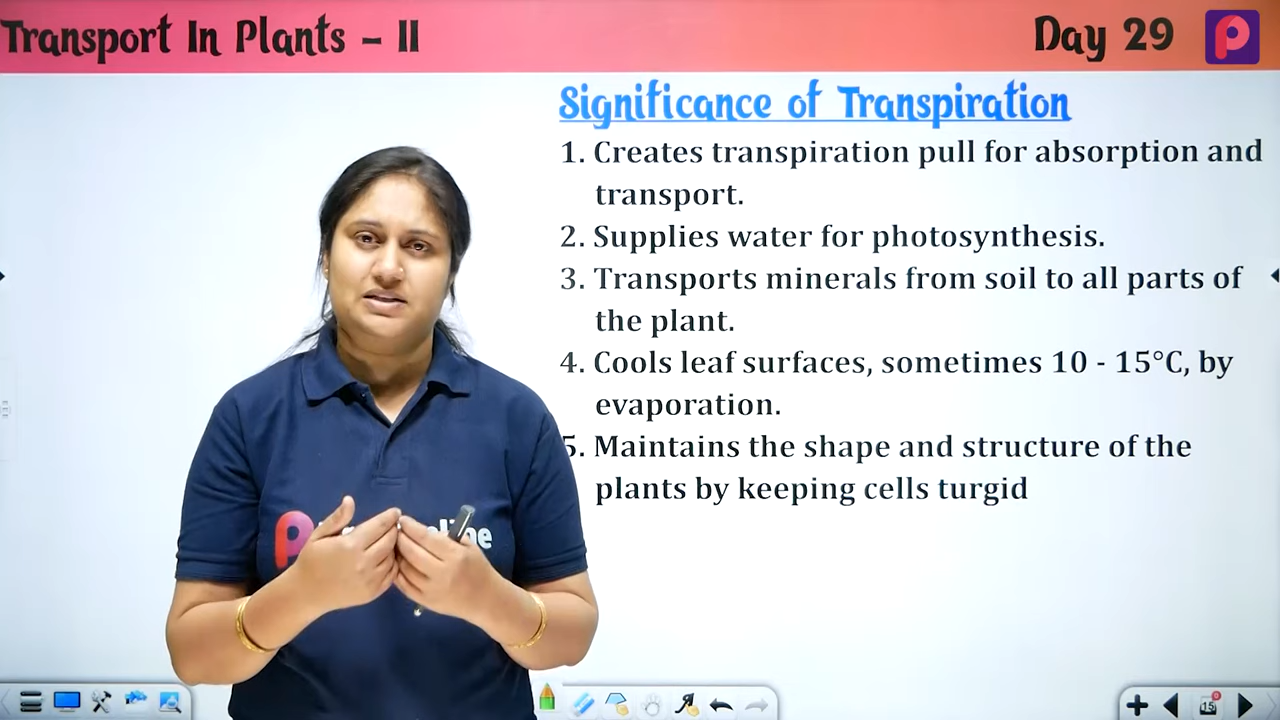 Transport In Plants - II
Day 29
Significance of Transpiration
1. Creates transpiration pull for absorption and
transport.
2. Supplies water for photosynthesis.
3. Transports minerals from soil to all parts of
the plant.
4. Cools leaf surfaces, sometimes 10 - 15°C, by
evaporation.
5. Maintains the shape and structure of the
plants by keeping cells turgid
15